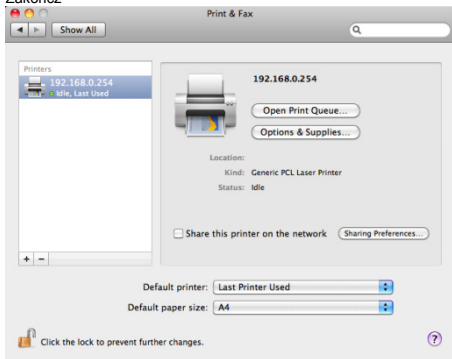 Zakończ
Print & Fax
Show All
Printers
192.168.0.254
Idle, Last Used
192.168.0.254
Open Print Queue...
Options & Supplies...
Location:
Kind: Generic PCL Laser Printer
Status: Idle
Share this printer on the network
Sharing Preferences...
+ −
Default printer: Last Printer Used
Default paper size: A4
Click the lock to prevent further changes.
?